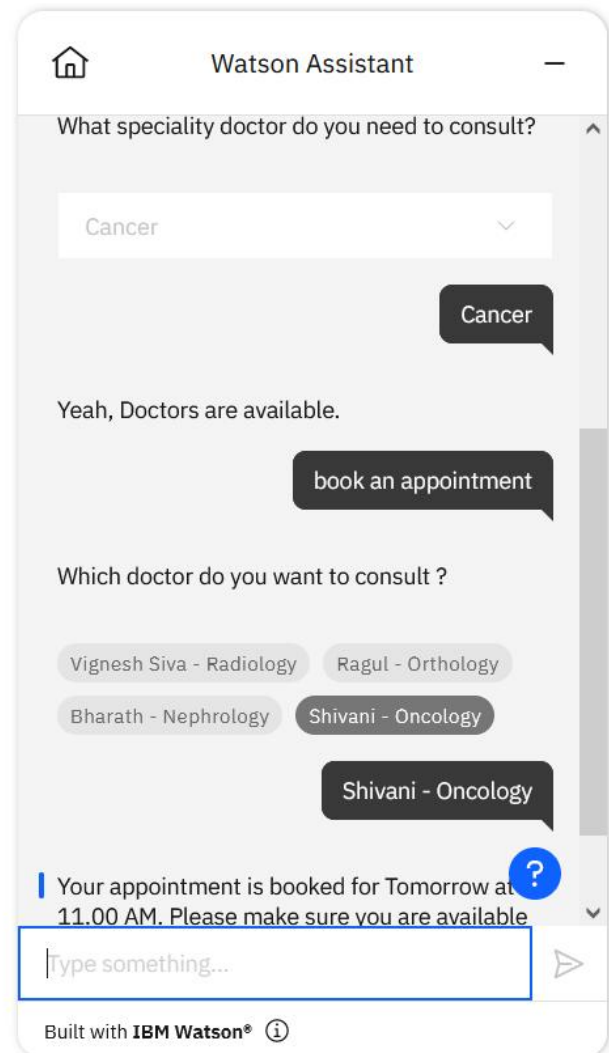 Watson Assistant
What speciality doctor do you need to consult?
Cancer
Cancer
Yeah, Doctors are available.
book an appointment
Which doctor do you want to consult ?
Vignesh Siva - Radiology
Ragul - Orthology
Bharath - Nephrology
Shivani - Oncology
Shivani - Oncology
?
Your appointment is booked for Tomorrow at
11.00 AM. Please make sure you are available
Type something...
Built with IBM Watson®